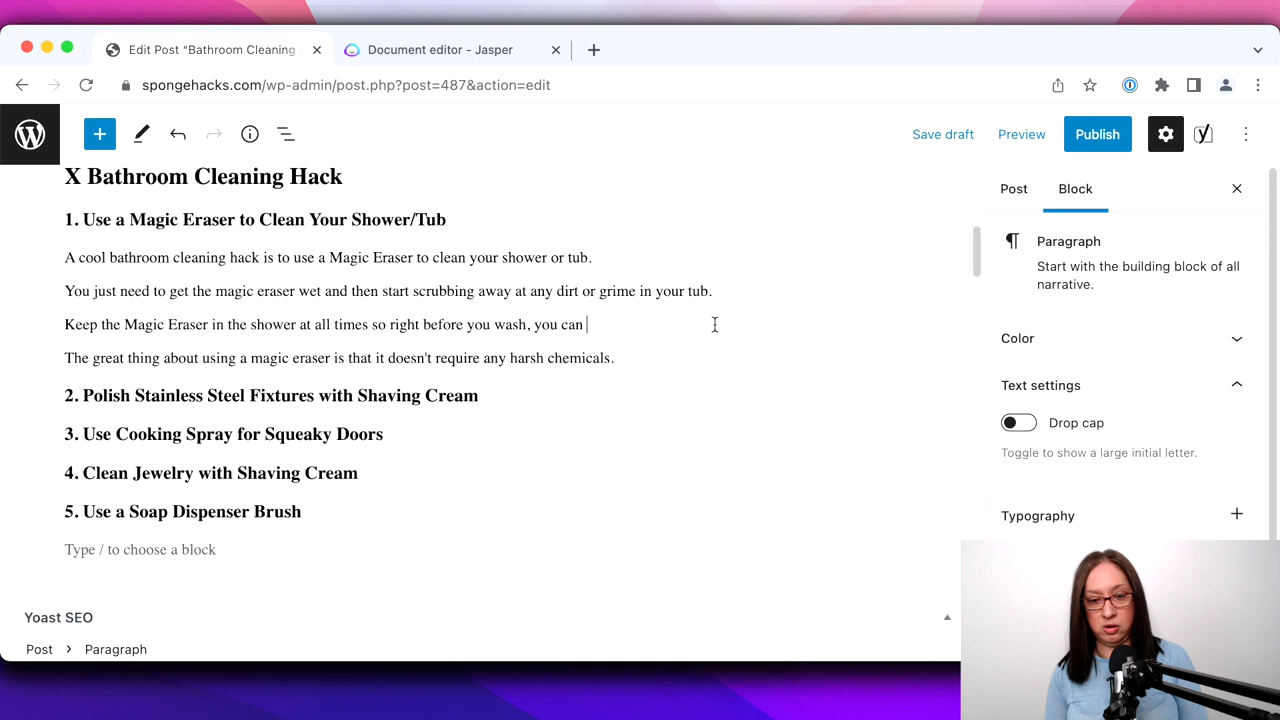 Edit Post “Bathroom Cleaning
Document editor - Jasper
spongehacks.com/wp-admin/post.php?post=487&action=edit
Save draft
Preview
Publish
X Bathroom Cleaning Hack
1. Use a Magic Eraser to Clean Your Shower/Tub
A cool bathroom cleaning hack is to use a Magic Eraser to clean your shower or tub.
You just need to get the magic eraser wet and then start scrubbing away at any dirt or grime in your tub.
Keep the Magic Eraser in the shower at all times so right before you wash, you can
The great thing about using a magic eraser is that it doesn't require any harsh chemicals.
2. Polish Stainless Steel Fixtures with Shaving Cream
3. Use Cooking Spray for Squeaky Doors
4. Clean Jewelry with Shaving Cream
5. Use a Soap Dispenser Brush
Type / to choose a block
Yoast SEO
Post > Paragraph
Post
Block
Paragraph
Start with the building block of all
narrative.
Color
Text settings
Drop cap
Toggle to show a large initial letter.
Typography